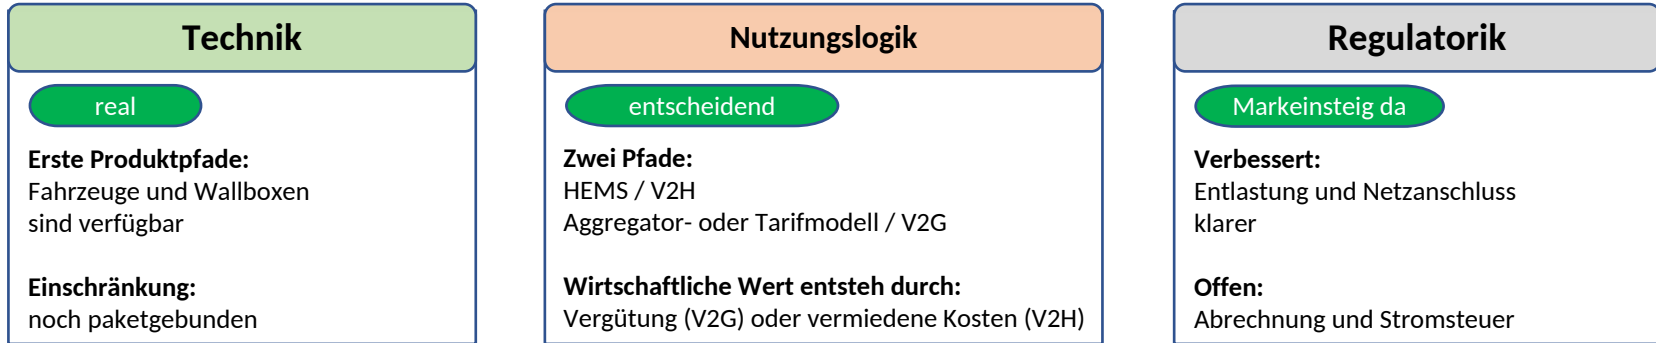 Technik
real
Erste Produktpfade:
Fahrzeuge und Wallboxen
sind verfügbar
Einschränkung:
noch paketgebunden
Nutzungslogik
entscheidend
Zwei Pfade:
HEMS / V2H
Aggregator- oder Tarifmodell / V2G
Wirtschaftliche Wert entsteh durch:
Vergütung (V2G) oder vermiedene Kosten (V2H)
Regulatorik
Markeinsteig da
Verbessert:
Entlastung und Netzanschluss
klarer
Offen:
Abrechnung und Stromsteuer